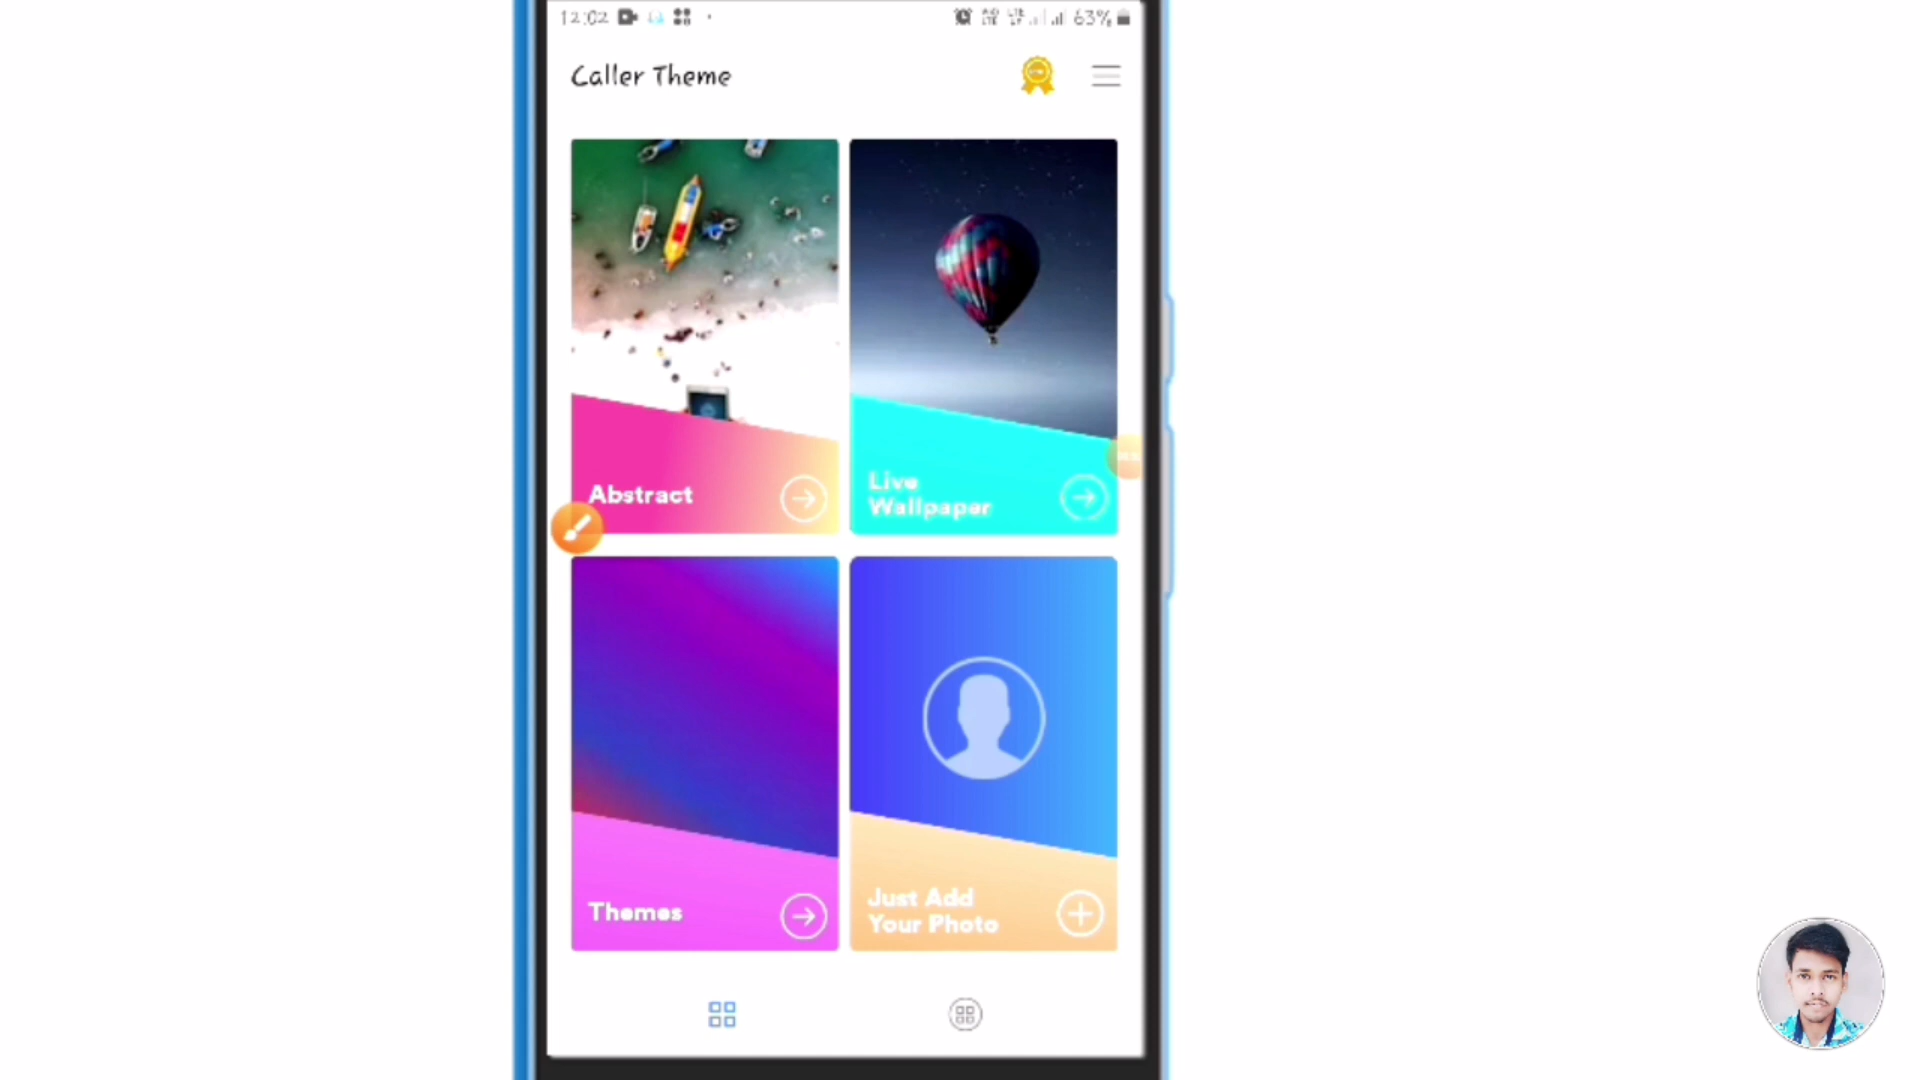 12:02
63%
Caller Theme
Abstract
Live
Wallpaper
Themes
Just Add
Your Photo